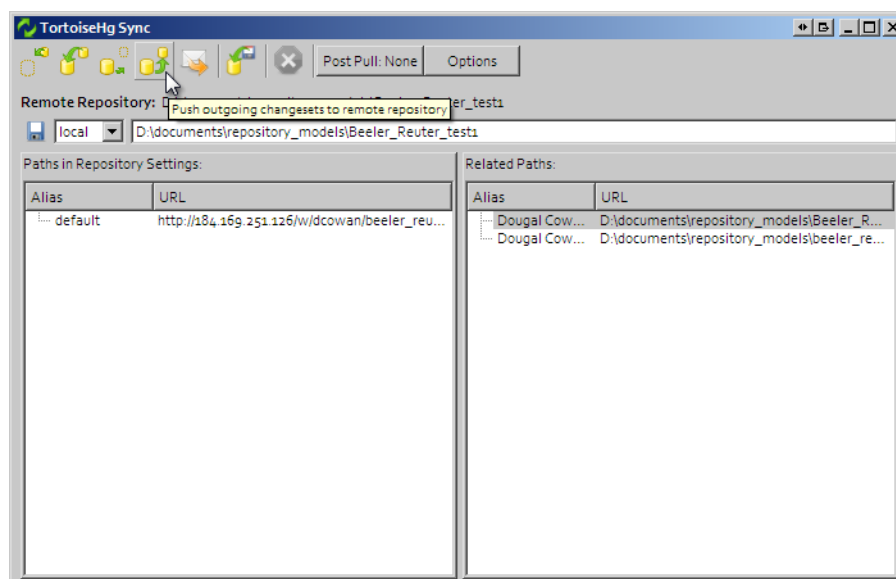 TortoiseHg Sync
Post Pull: None Options
Remote Repository:
Push outgoing changesets to remote repository
local D:\documents\repository_models\Beeler_Reuter_test1
Paths in Repository Settings: Related Paths:
Alias URL Alias URL
default http://184.169.251.126/w/dcowan/beeler_reu... Dougal Cow... D:\documents\repository_models\Beeler_R...
Dougal Cow... D:\documents\repository_models\beeler_re...